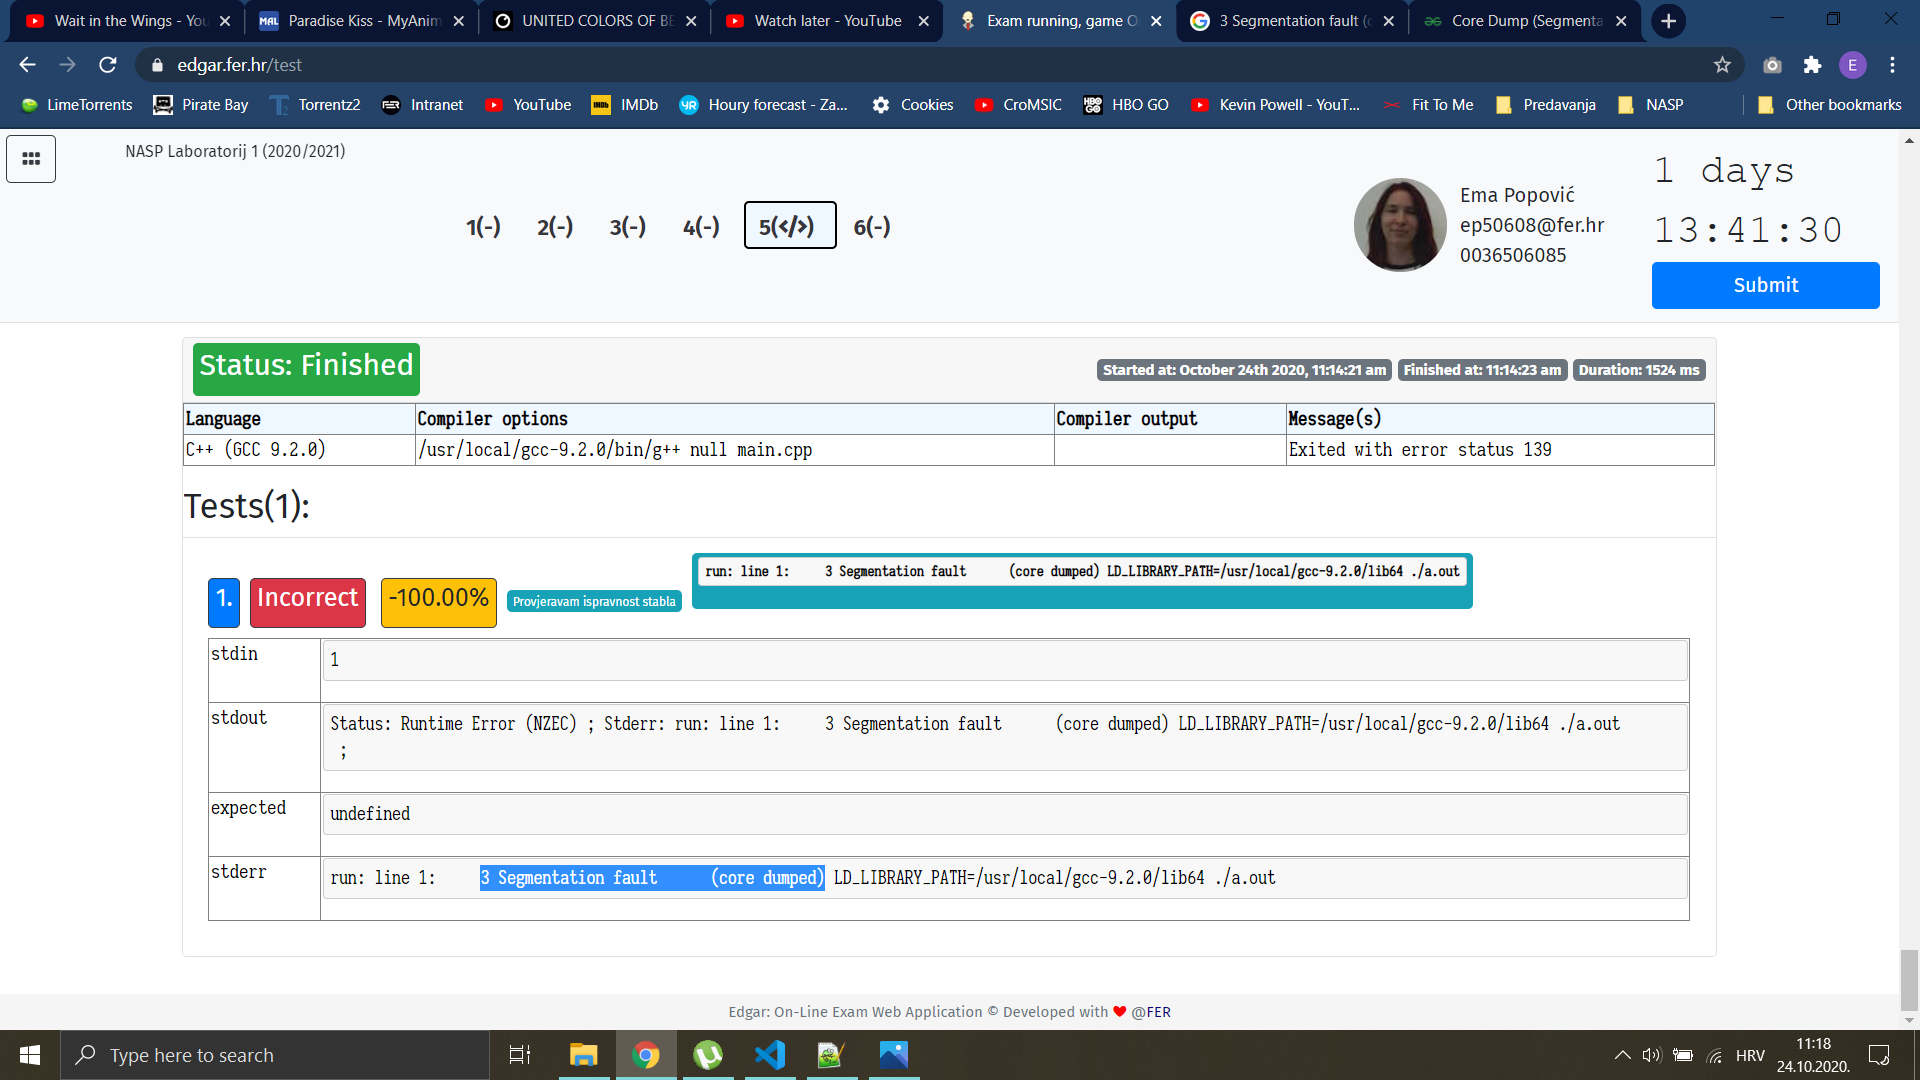 Wait in the Wings - You
Paradise Kiss - MyAnim
UNITED COLORS OF BE
Watch later - YouTube
Exam running, game O
3 Segmentation fault (c
Core Dump (Segmenta
edgar.fer.hr/test
E
LimeTorrents
Pirate Bay
Torrentz2
Intranet
YouTube
IMDb
Houry forecast - Za...
Cookies
CroMSIC
HBO GO
Kevin Powell - YouT...
Fit To Me
Predavanja
NASP
Other bookmarks
NASP Laboratorij 1 (2020/2021)
1(-)
2(-)
3(-)
4(-)
5(</>)
6(-)
Ema Popović
ep50608@fer.hr
0036506085
1 days
13:41:30
Submit
Status: Finished
Started at: October 24th 2020, 11:14:21 am
Finished at: 11:14:23 am
Duration: 1524 ms
Language
Compiler options
Compiler output
Message(s)
C++ (GCC 9.2.0)
/usr/local/gcc-9.2.0/bin/g++ null main.cpp
Exited with error status 139
Tests(1):
1.
Incorrect
-100.00%
Provjeravam ispravnost stabla
run: line 1:     3 Segmentation fault      (core dumped) LD_LIBRARY_PATH=/usr/local/gcc-9.2.0/lib64 ./a.out
stdin
1
stdout
Status: Runtime Error (NZEC) ; Stderr: run: line 1:     3 Segmentation fault      (core dumped) LD_LIBRARY_PATH=/usr/local/gcc-9.2.0/lib64 ./a.out
;
expected
undefined
stderr
run: line 1:     3 Segmentation fault      (core dumped) LD_LIBRARY_PATH=/usr/local/gcc-9.2.0/lib64 ./a.out
Edgar: On-Line Exam Web Application © Developed with ❤ @FER
Type here to search
HRV
11:18
24.10.2020.